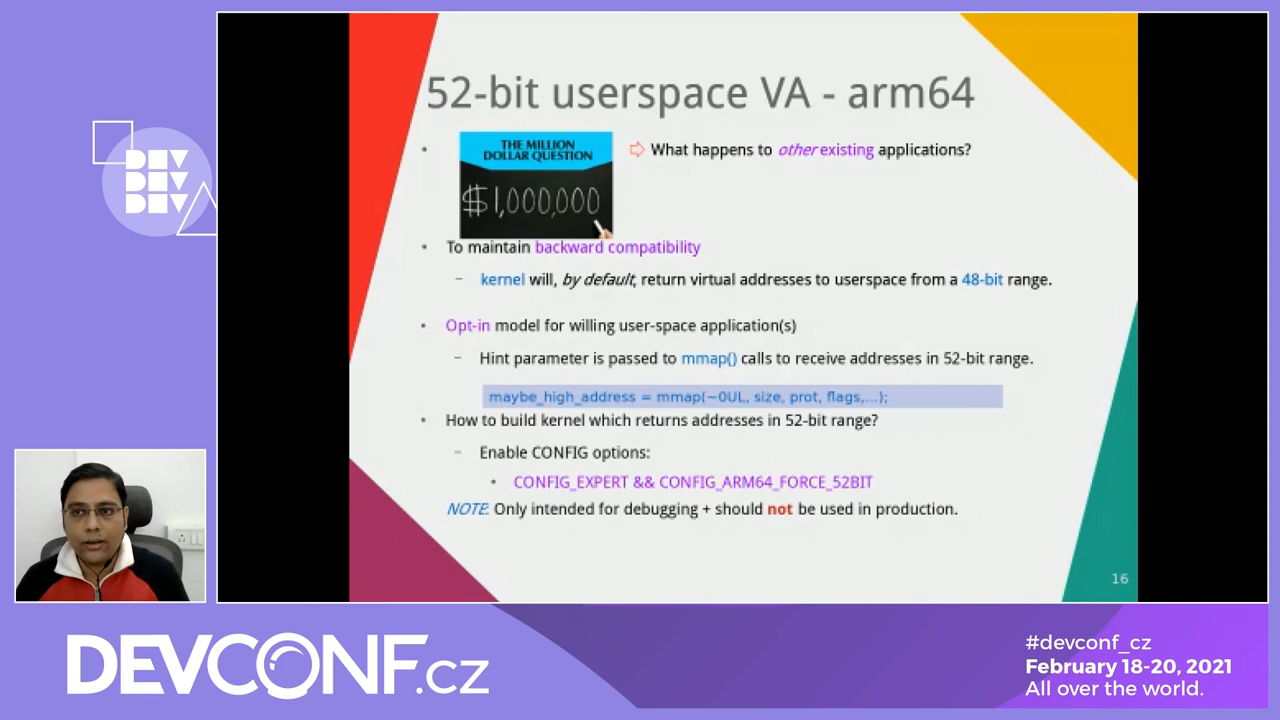 52-bit userspace VA - arm64
THE MILLION
DOLLAR QUESTION
$1,000,000
⇨ What happens to other existing applications?
• To maintain backward compatibility
– kernel will, by default, return virtual addresses to userspace from a 48-bit range.
• Opt-in model for willing user-space application(s)
– Hint parameter is passed to mmap() calls to receive addresses in 52-bit range.
maybe_high_address = mmap(~0UL, size, prot, flags,...);
• How to build kernel which returns addresses in 52-bit range?
– Enable CONFIG options:
• CONFIG_EXPERT && CONFIG_ARM64_FORCE_52BIT
NOTE: Only intended for debugging + should not be used in production.
16
DEV
DEV
DEV
DEVCONF.cz
#devconf_cz
February 18-20, 2021
All over the world.